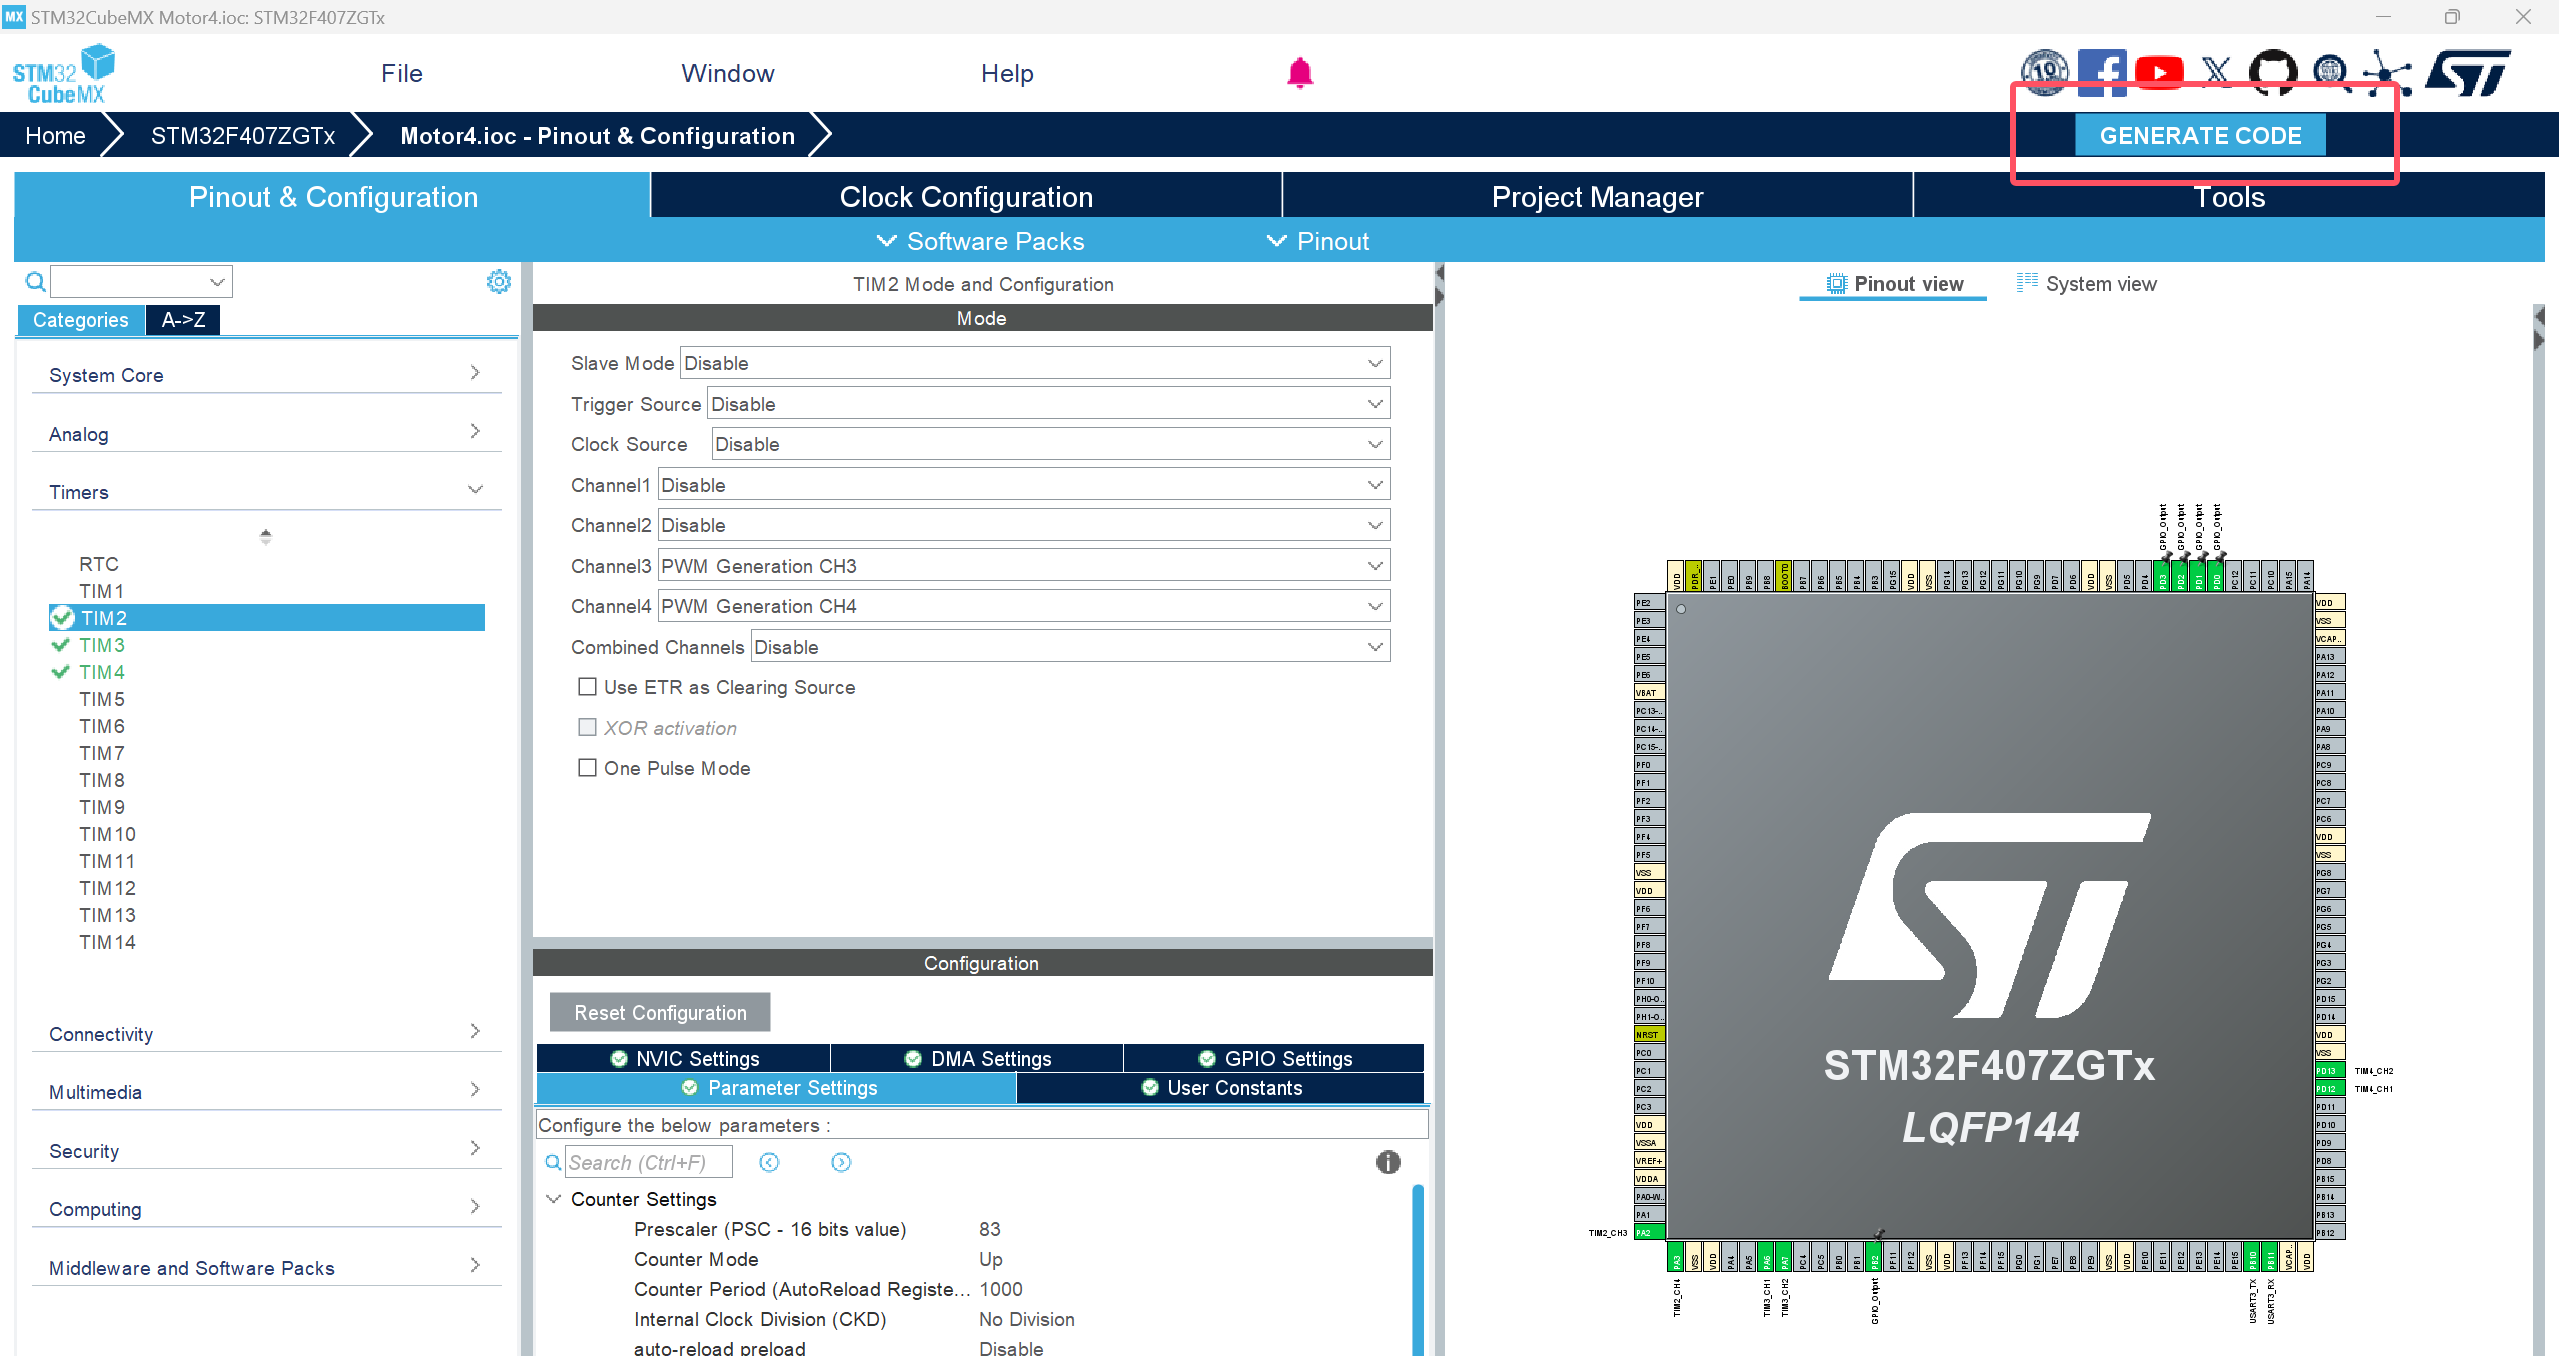 STM32CubeMX Motor4.ioc: STM32F407ZGTx
STM32 CubeMX
File
Window
Help
Home
STM32F407ZGTx
Motor4.ioc - Pinout & Configuration
GENERATE CODE
Pinout & Configuration
Clock Configuration
Project Manager
Tools
Software Packs
Pinout
Categories
A->Z
System Core
Analog
Timers
RTC
TIM1
TIM2
TIM3
TIM4
TIM5
TIM6
TIM7
TIM8
TIM9
TIM10
TIM11
TIM12
TIM13
TIM14
Connectivity
Multimedia
Security
Computing
Middleware and Software Packs
TIM2 Mode and Configuration
Mode
Slave Mode Disable
Trigger Source Disable
Clock Source Disable
Channel1 Disable
Channel2 Disable
Channel3 PWM Generation CH3
Channel4 PWM Generation CH4
Combined Channels Disable
Use ETR as Clearing Source
XOR activation
One Pulse Mode
Configuration
Reset Configuration
NVIC Settings
DMA Settings
GPIO Settings
Parameter Settings
User Constants
Configure the below parameters :
Search (Ctrl+F)
Counter Settings
Prescaler (PSC - 16 bits value) 83
Counter Mode Up
Counter Period (AutoReload Registe... 1000
Internal Clock Division (CKD) No Division
auto-reload preload Disable
Pinout view
System view
GPIO_Output
GPIO_Output
GPIO_Output
GPIO_Output
STM32F407ZGTx
LQFP144
TIM4_CH2
TIM4_CH1
TIM2_CH3
TIM2_CH4
TIM3_CH1
TIM3_CH2
GPIO_Output
USART3_TX
USART3_RX